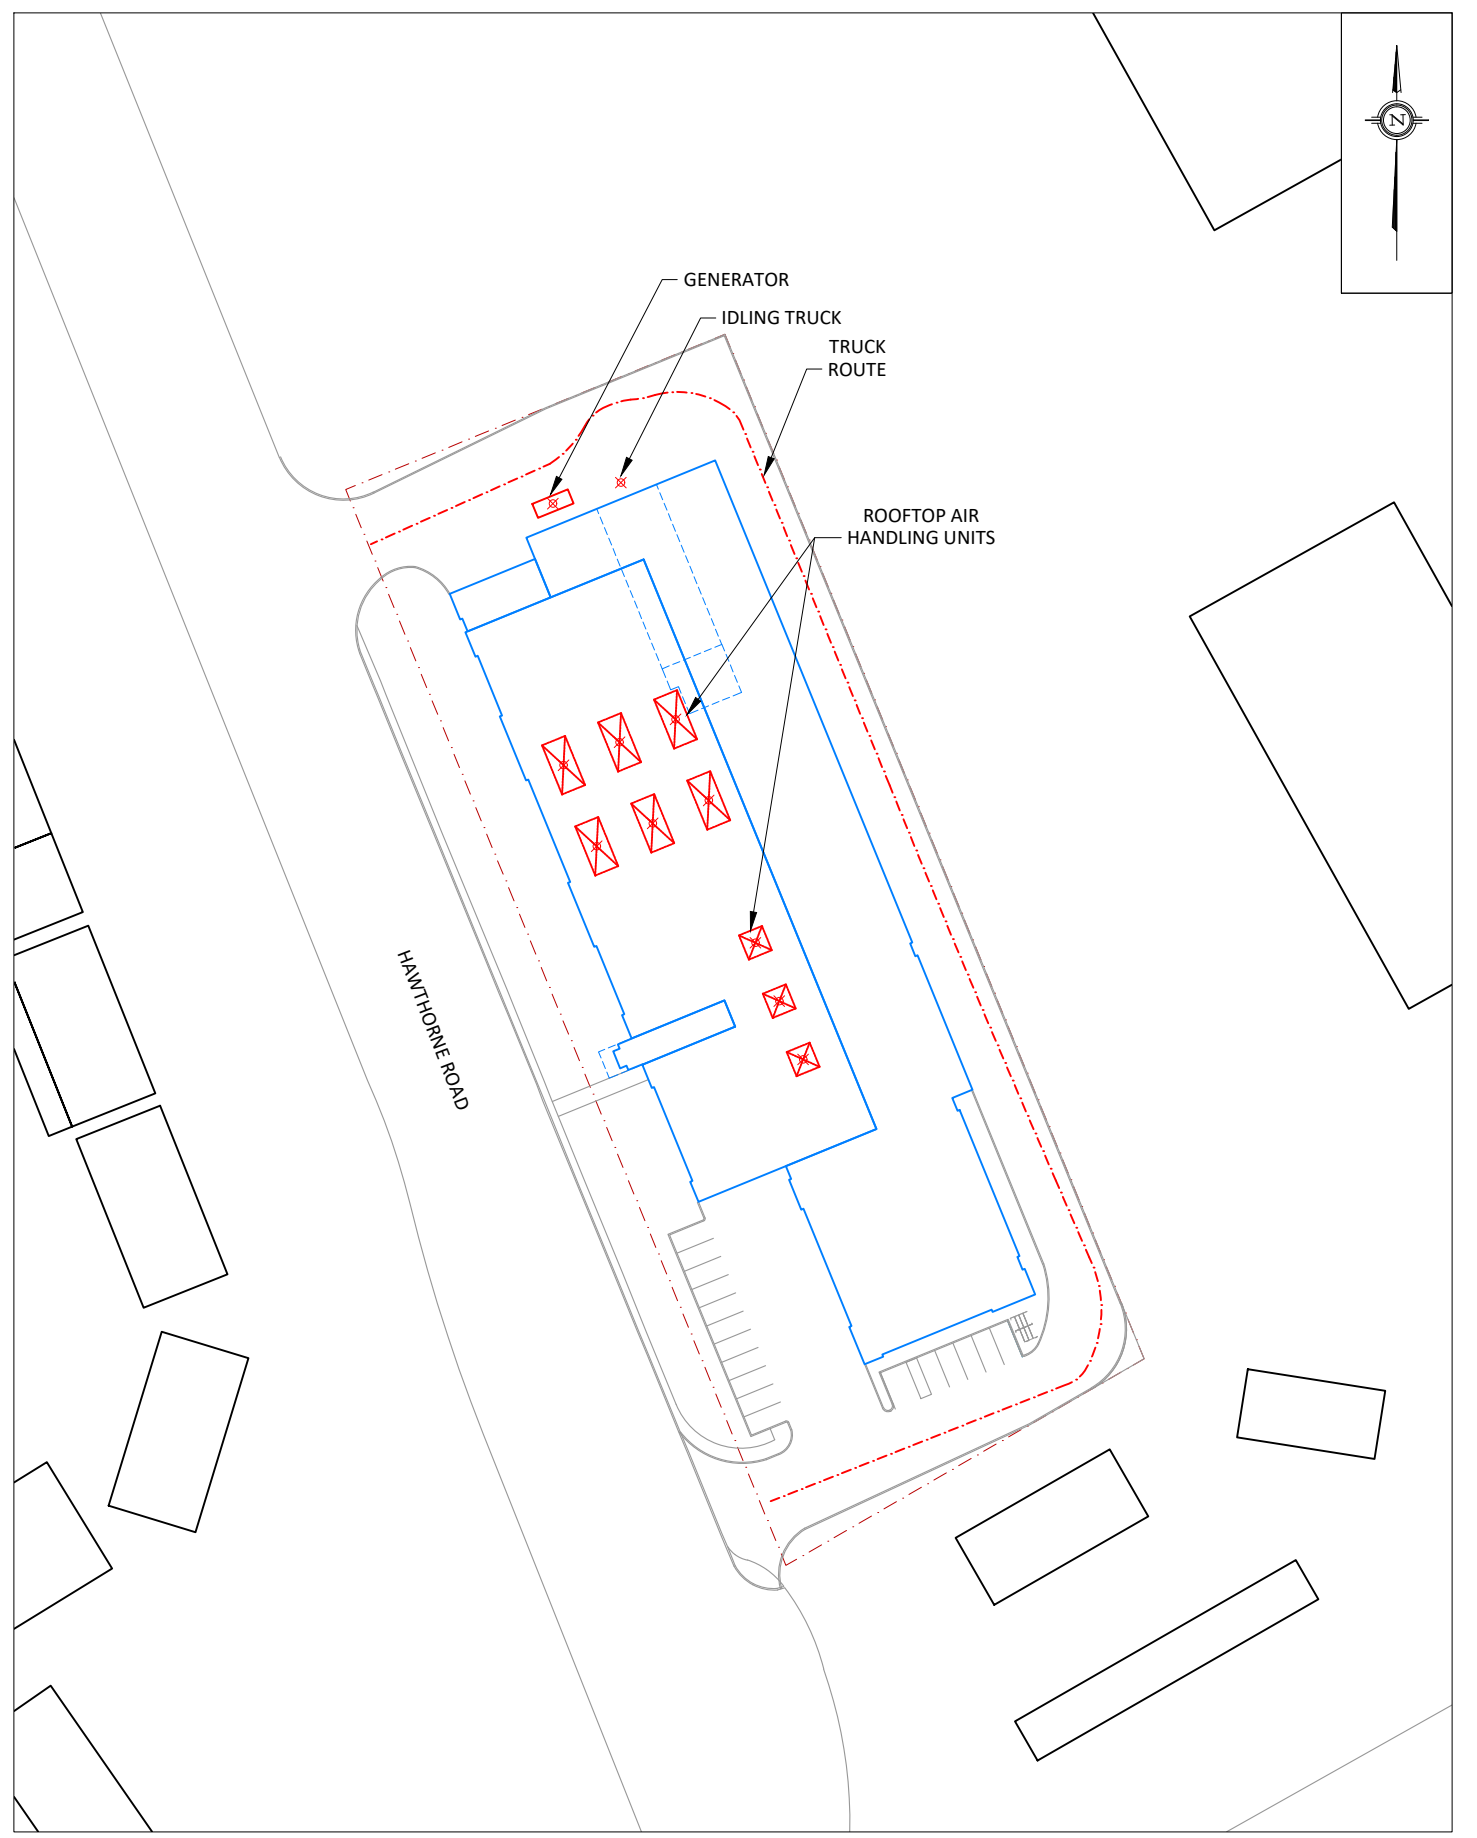 N
GENERATOR
IDLING TRUCK
TRUCK
ROUTE
ROOFTOP AIR
HANDLING UNITS
HAWTHORNE ROAD